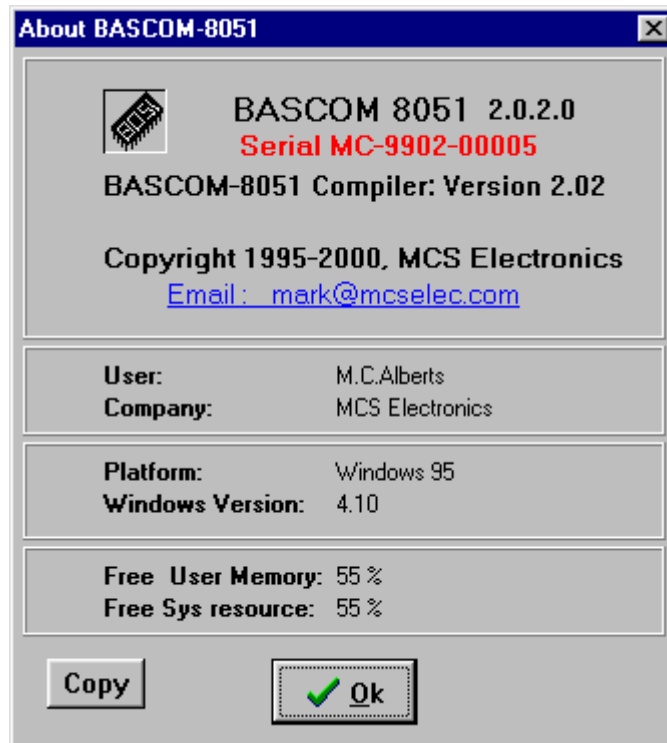 About BASCOM-8051
8051
BASCOM 8051 2.0.2.0
Serial MC-9902-00005
BASCOM-8051 Compiler: Version 2.02
Copyright 1995-2000, MCS Electronics
Email : mark@mcselec.com
User: M.C.Alberts
Company: MCS Electronics
Platform: Windows 95
Windows Version: 4.10
Free User Memory: 55 %
Free Sys resource: 55 %
Copy
Ok